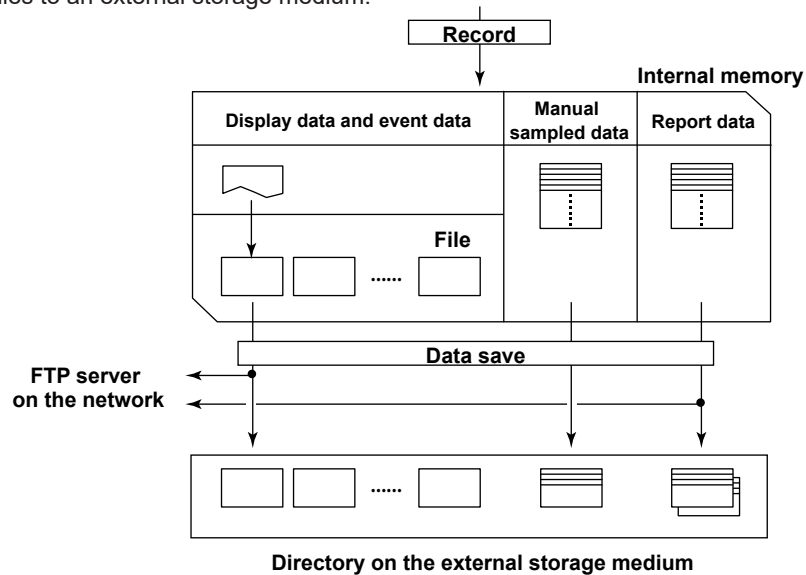 to an external storage medium.
Record
Internal memory
Display data and event data
Manual
sampled data
Report data
File
......
Data save
FTP server
on the network
......
Directory on the external storage medium